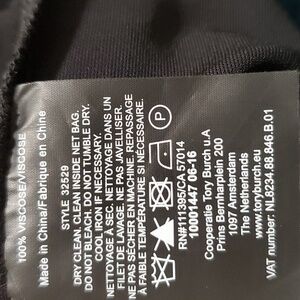 100% VISCOSE/VISCOSE
Made in China/Fabriqué en Chine
STYLE 32529
DRY CLEAN. CLEAN INSIDE NET BAG.
DO NOT BLEACH. DO NOT TUMBLE DRY.
COOL IRON IF NECESSARY.
NETTOYAGE À SEC. NETTOYAGE DANS UN
FILET DE LAVAGE. NE PAS JAVELLISER.
NE PAS SÉCHER EN MACHINE. REPASSAGE
À FAIBLE TEMPÉRATURE SI NÉCESSAIRE.
P
RN#111395/CA 57014
10001447 06-16
Cooperatie Tory Burch u.A
Prins Bernhardplein 200
1097 Amsterdam
The Netherlands
www.toryburch.eu
VAT number: NL8234.88.846.B.01